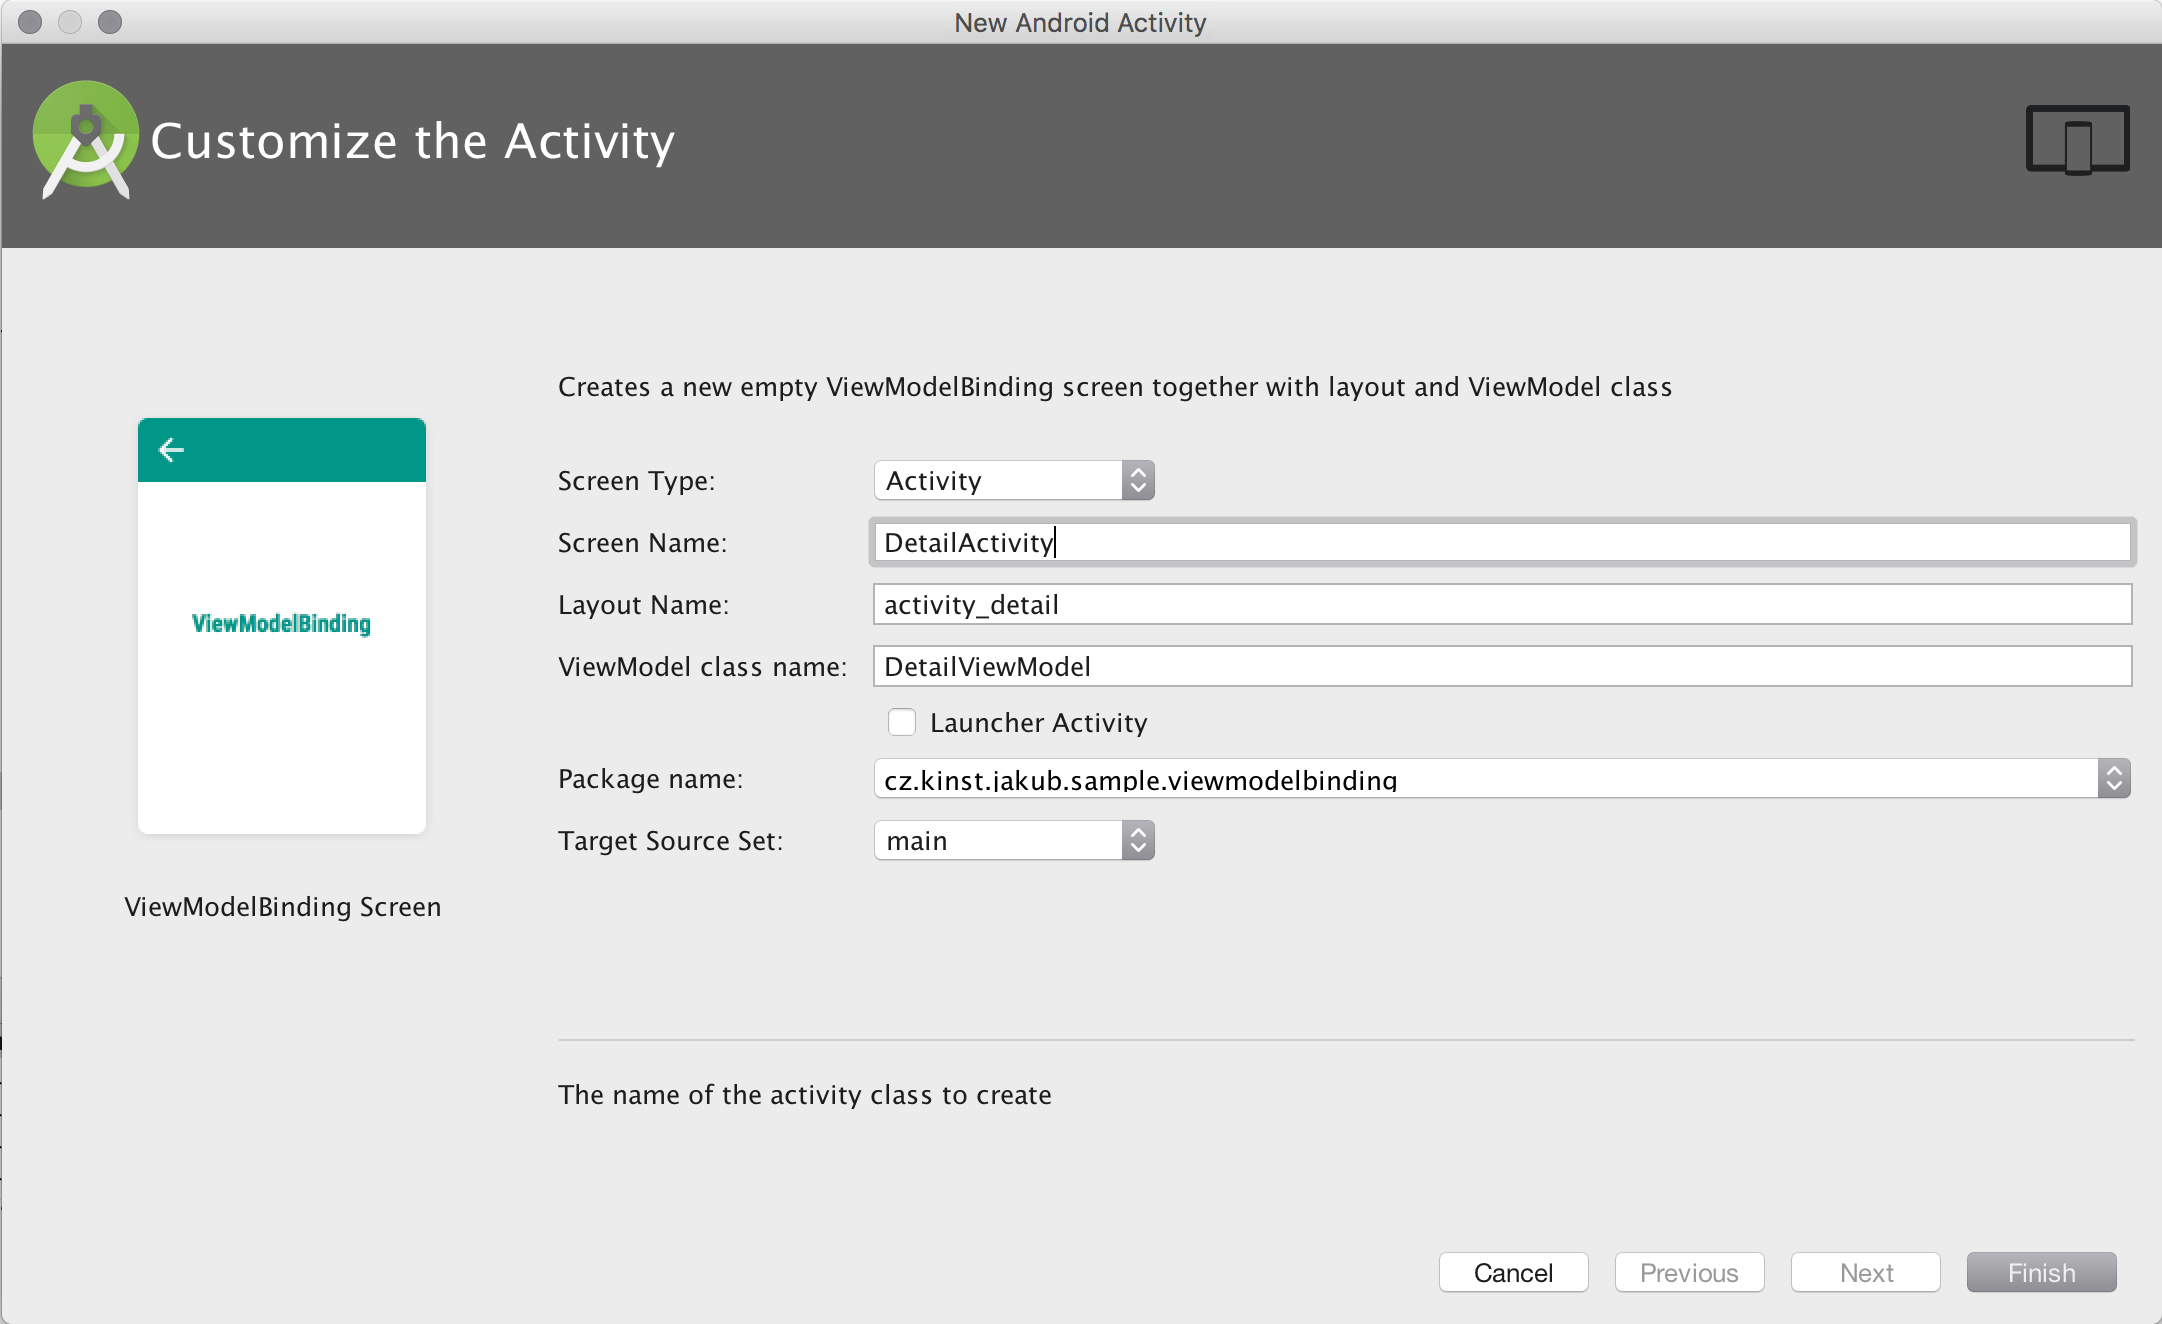 New Android Activity
Customize the Activity
Creates a new empty ViewModelBinding screen together with layout and ViewModel class
ViewModelBinding
ViewModelBinding Screen
Screen Type: Activity
Screen Name: DetailActivity
Layout Name: activity_detail
ViewModel class name: DetailViewModel
Launcher Activity
Package name: cz.kinst.jakub.sample.viewmodelbinding
Target Source Set: main
The name of the activity class to create
Cancel Previous Next Finish